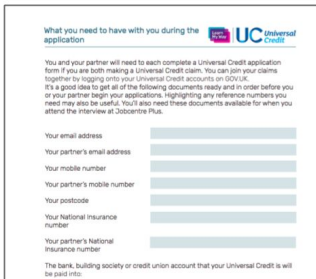 What you need to have with you during the
application
Learn
My Way
UC Universal
Credit
You and your partner will need to each complete a Universal Credit application
form if you are both making a Universal Credit claim. You can join your claims
together by logging onto your Universal Credit accounts on GOV.UK.
It's a good idea to get all of the following documents ready and in order before you
or your partner begin your applications. Highlighting any reference numbers you
need may also be useful. You'll also need these documents available for when you
attend the interview at Jobcentre Plus.
Your email address
Your partner's email address
Your mobile number
Your partner's mobile number
Your postcode
Your National Insurance
number
Your partner's National
Insurance number
The bank, building society or credit union account that your Universal Credit is will
be paid into: